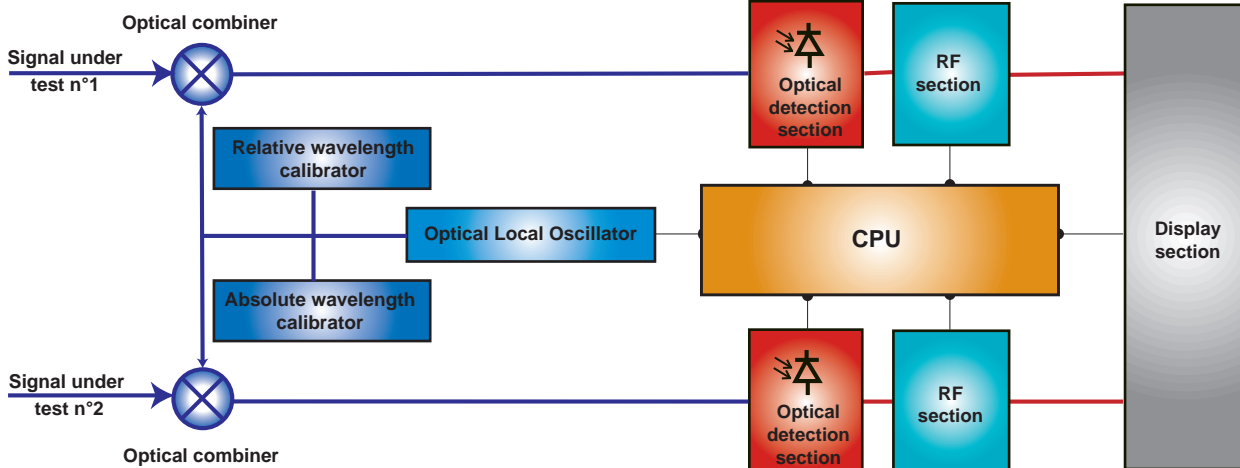 Optical combiner
Signal under
test n°1
Optical
detection
section
RF
section
Relative wavelength
calibrator
Optical Local Oscillator
CPU
Display
section
Absolute wavelength
calibrator
Signal under
test n°2
Optical
detection
section
RF
section
Optical combiner